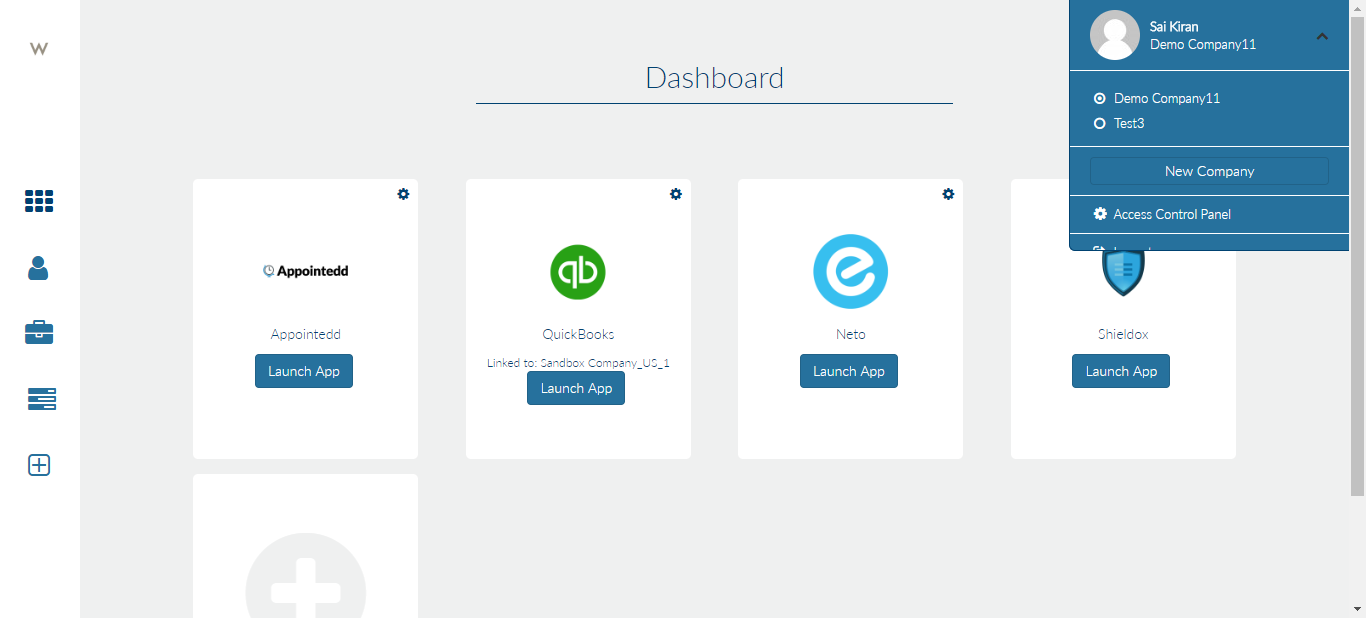 W
Sai Kiran
Demo Company11
Dashboard
Demo Company11
Test3
New Company
Access Control Panel
Appointedd
qb
e
Appointedd
QuickBooks
Neto
Shieldox
Linked to: Sandbox Company_US_1
Launch App
Launch App
Launch App
Launch App